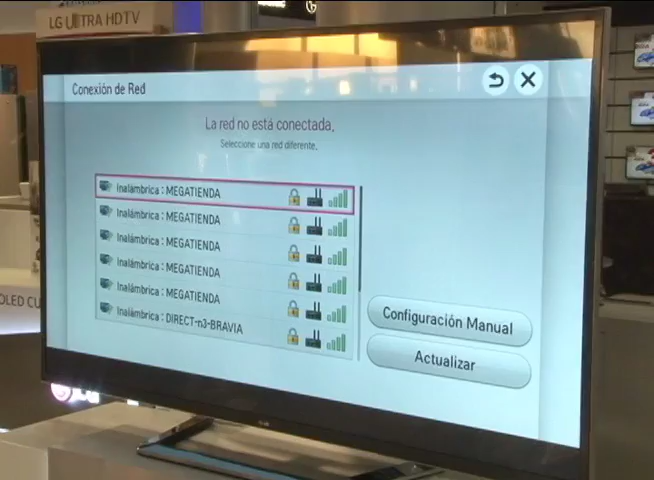 LG ULTRA HDTV
Conexión de Red
La red no está conectada.
Seleccione una red diferente.
Inalámbrica : MEGATIENDA
Inalámbrica : MEGATIENDA
Inalámbrica : MEGATIENDA
Inalámbrica : MEGATIENDA
Inalámbrica : MEGATIENDA
Inalámbrica : DIRECT-n3-BRAVIA
Configuración Manual
Actualizar
OLED CU
LG